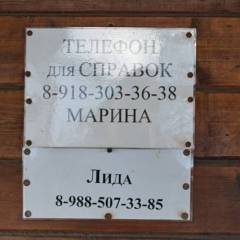 ТЕЛЕФОН
ДЛЯ СПРАВОК
8-918-303-36-38
МАРИНА
Лида
8-988-507-33-85